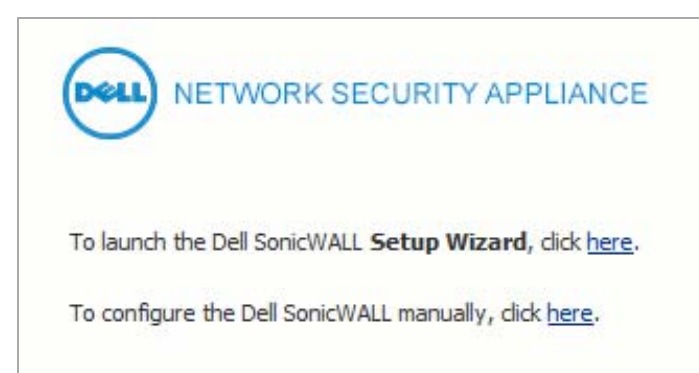 DELL NETWORK SECURITY APPLIANCE
To launch the Dell SonicWALL Setup Wizard, click here.
To configure the Dell SonicWALL manually, click here.